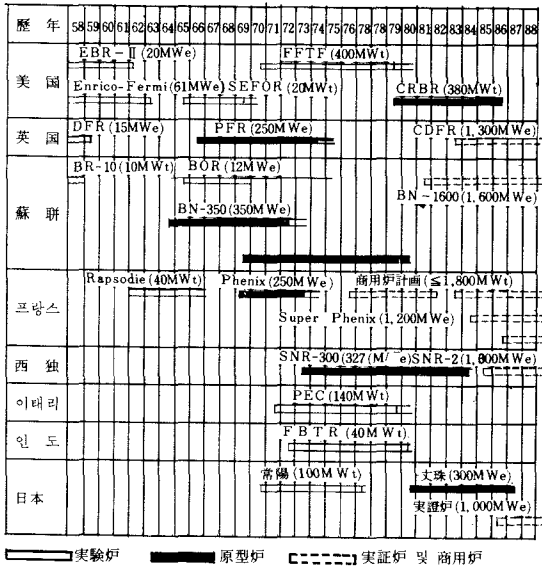 歷年 58 59 60 61 62 63 64 65 66 67 68 69 70 71 72 73 74 75 76 77 78 79 80 81 82 83 84 85 86 87 88
美国
EBR-Ⅱ(20MWe) FFTF(400MWt)
Enrico-Fermi(61MWe) SEFOR(20MWt) CRBR(380MWt)
英国
DFR(15MWe) PFR(250MWe) CDFR(1,300MWe)
蘇聯
BR-10(10MWt) BOR(12MWe)
BN-1600(1,600MWe)
BN-350(350MWe)
프랑스
Rapsodie(40MWt) Phenix(250MWe) 商用炉計画(≦1,800MWt)
Super Phenix(1,200MWe)
西独
SNR-300(327(M/ e) SNR-2(1,300MWe)
이태리
PEC(140MWt)
인도
FBTR(40MWt)
日本
常陽(100MWt) 文珠(300MWe)
実證炉(1,000MWe)
実験炉 原型炉 実証炉 및 商用炉